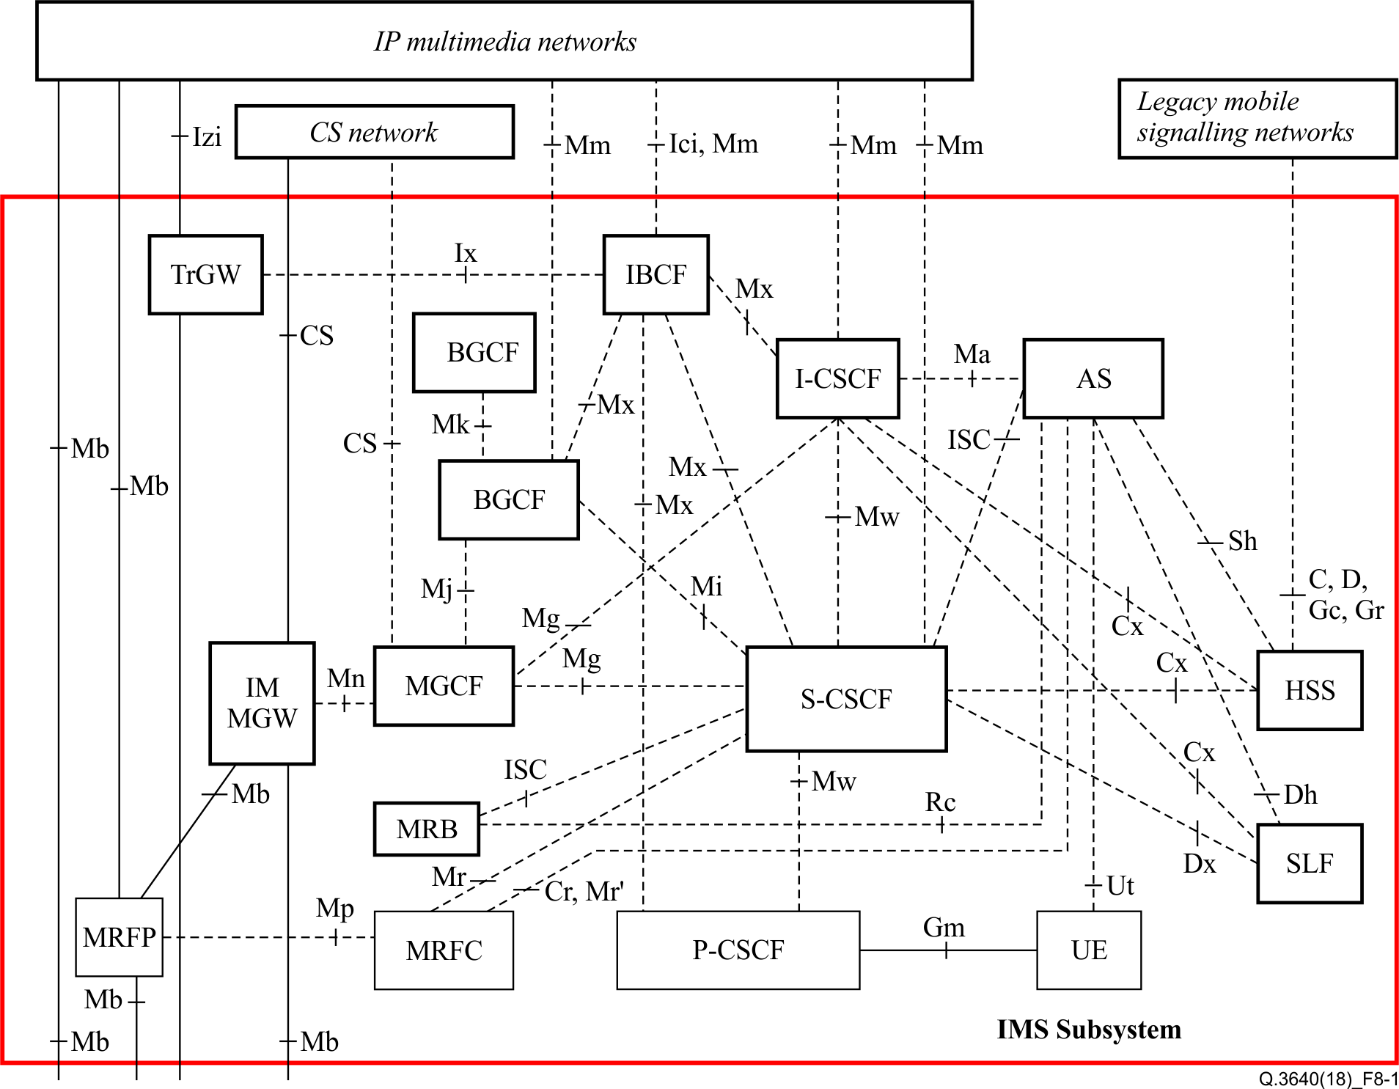 IP multimedia networks
Legacy mobile
signalling networks
CS network
Izi
Mm
Ici, Mm
Mm
Mm
TrGW
Ix
IBCF
Mx
CS
BGCF
I-CSCF
Ma
AS
Mk
Mx
CS
ISC
Mb
Mb
Mx
BGCF
Mx
Mw
Sh
Mj
Mi
C, D,
Gc, Gr
Mg
Cx
Mg
Cx
IM
MGW
Mn
MGCF
S-CSCF
HSS
ISC
Mw
Cx
Mb
Rc
Dh
MRB
Dx
SLF
Mr
Cr, Mr'
Ut
Mp
MRFP
MRFC
P-CSCF
Gm
UE
Mb
Mb
Mb
IMS Subsystem
Q.3640(18)_F8-1